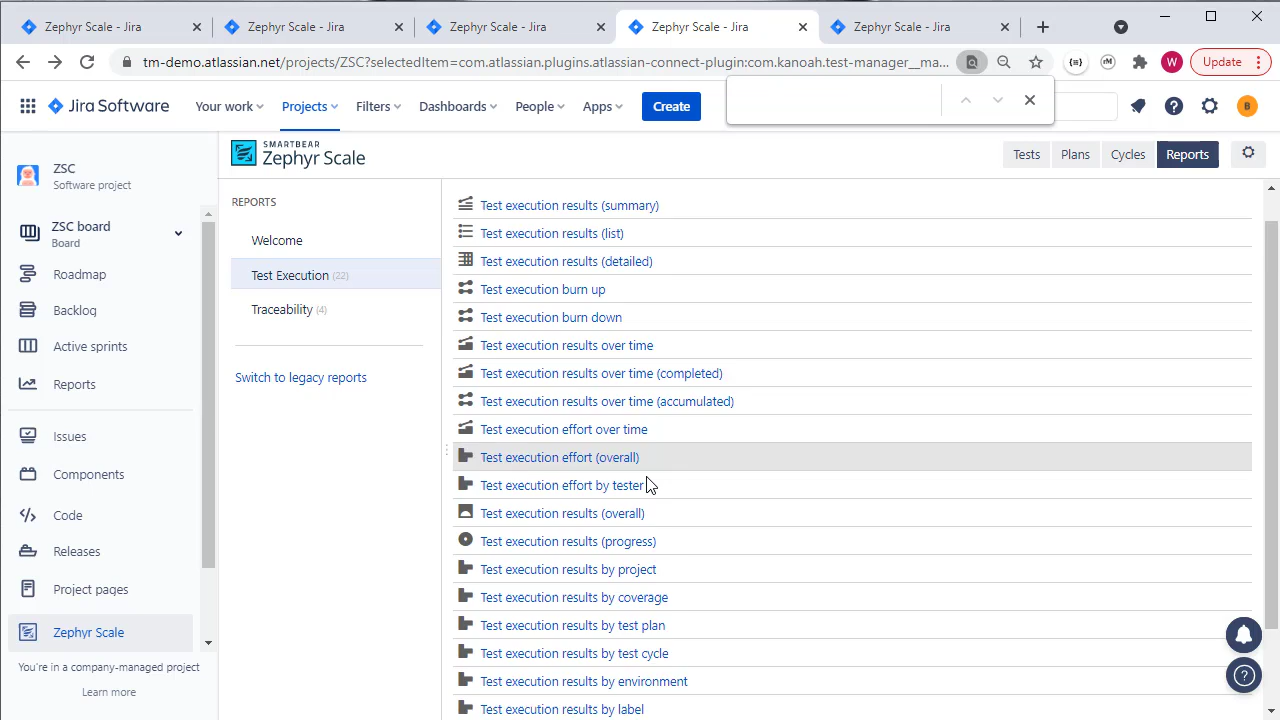 Zephyr Scale - Jira
Zephyr Scale - Jira
Zephyr Scale - Jira
Zephyr Scale - Jira
Zephyr Scale - Jira
tm-demo.atlassian.net/projects/ZSC?selectedItem=com.atlassian.plugins.atlassian-connect-plugin:com.kanoah.test-manager__ma...
W
Update
Jira Software
Your work
Projects
Filters
Dashboards
People
Apps
Create
B
ZSC
Software project
ZSC board
Board
Roadmap
Backlog
Active sprints
Reports
Issues
Components
Code
Releases
Project pages
Zephyr Scale
You're in a company-managed project
Learn more
SMARTBEAR
Zephyr Scale
Tests
Plans
Cycles
Reports
REPORTS
Welcome
Test Execution (22)
Traceability (4)
Switch to legacy reports
Test execution results (summary)
Test execution results (list)
Test execution results (detailed)
Test execution burn up
Test execution burn down
Test execution results over time
Test execution results over time (completed)
Test execution results over time (accumulated)
Test execution effort over time
Test execution effort (overall)
Test execution effort by tester
Test execution results (overall)
Test execution results (progress)
Test execution results by project
Test execution results by coverage
Test execution results by test plan
Test execution results by test cycle
Test execution results by environment
Test execution results by label